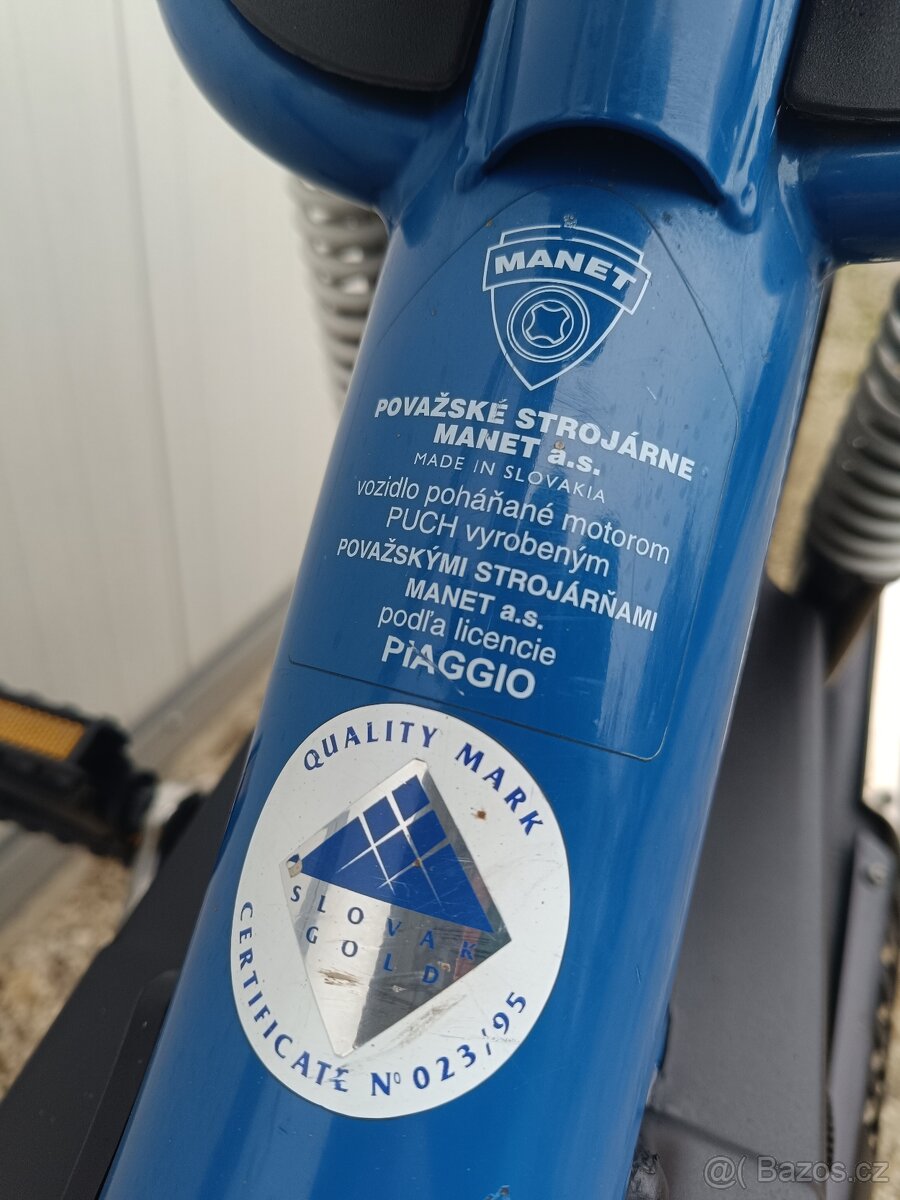 MANET
POVAŽSKÉ STROJÁRNE
MANET a.s.
MADE IN SLOVAKIA
vozidlo poháňané motorom
PUCH vyrobeným
POVAŽSKÝMI STROJÁRŇAMI
MANET a.s.
podľa licencie
PIAGGIO
QUALITY MARK
SLOVAK
GOLD
CERTIFICATE Nº 023/95
@( Bazos.cz